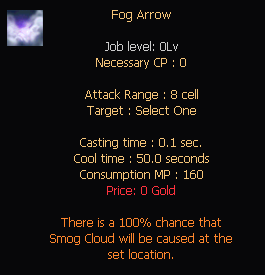 Fog Arrow
Job level: 0Lv
Necessary CP : 0
Attack Range : 8 cell
Target : Select One
Casting time : 0.1 sec.
Cool time : 50.0 seconds
Consumption MP : 160
Price: 0 Gold
There is a 100% chance that
Smog Cloud will be caused at the
set location.